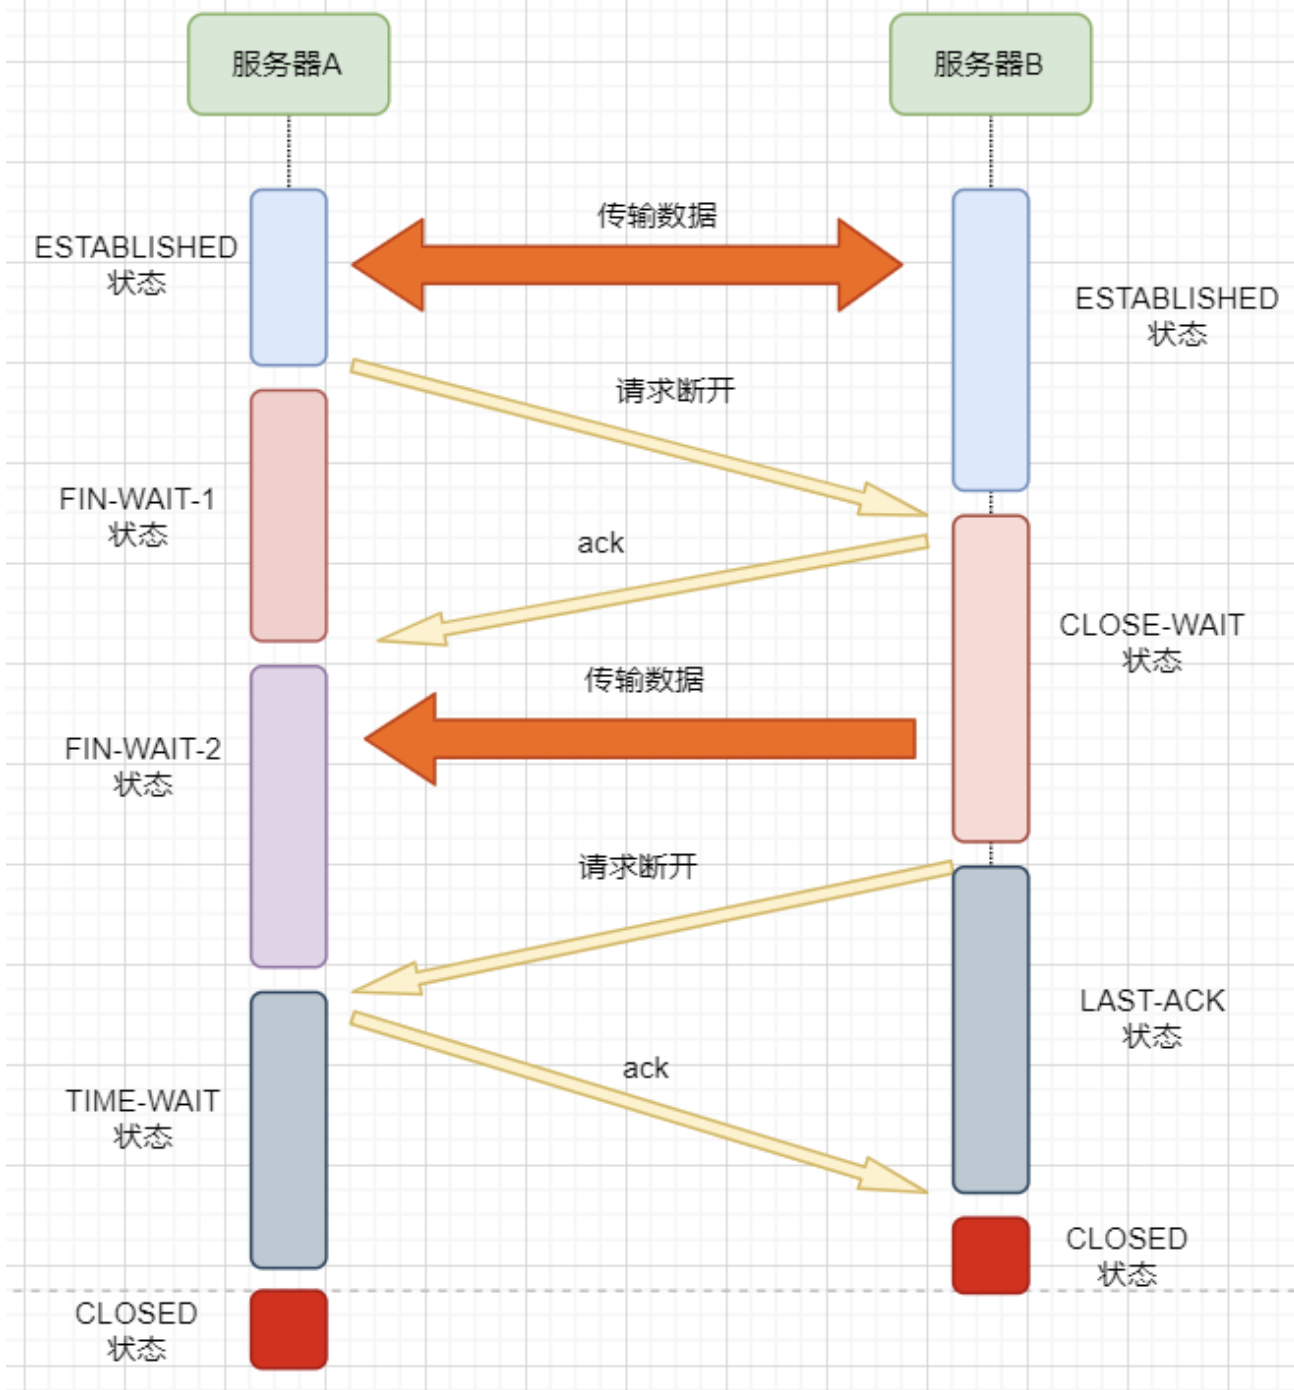 服务器A
服务器B
传输数据
ESTABLISHED
状态
ESTABLISHED
状态
请求断开
FIN-WAIT-1
状态
ack
CLOSE-WAIT
状态
传输数据
FIN-WAIT-2
状态
请求断开
LAST-ACK
状态
ack
TIME-WAIT
状态
CLOSED
状态
CLOSED
状态